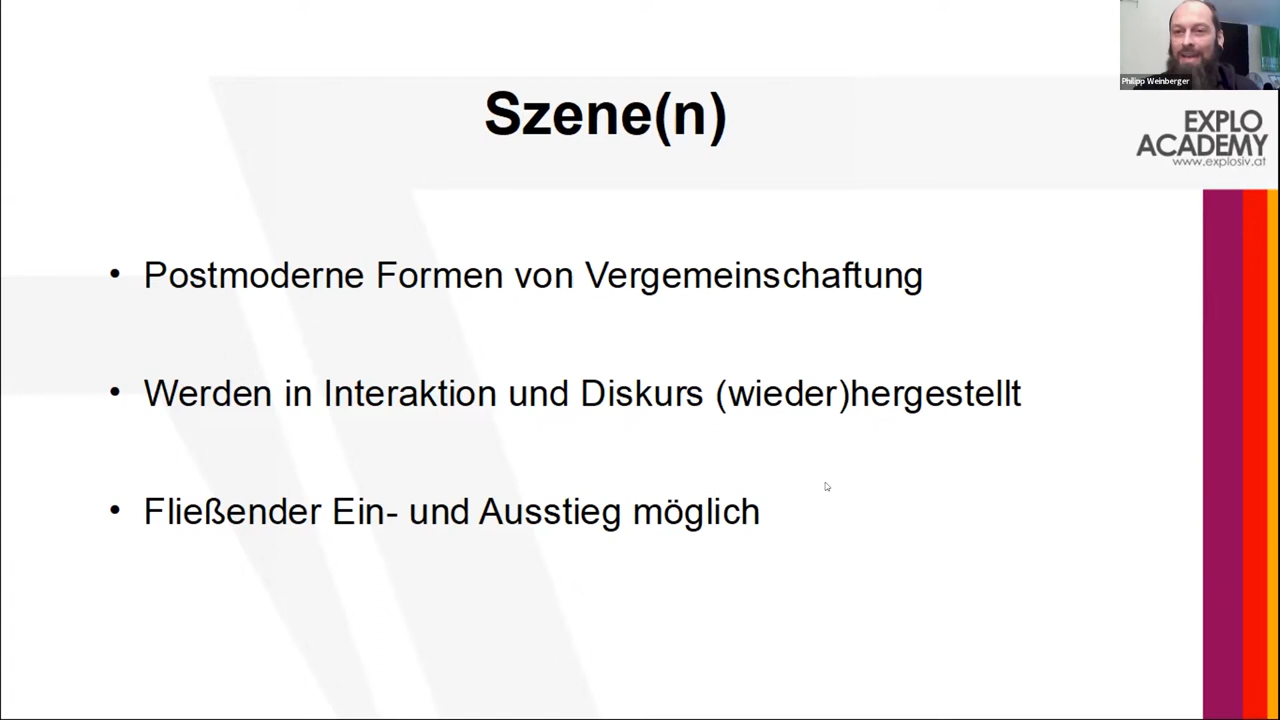 Philipp Weinberger
Szene(n)
EXPLO
ACADEMY
www.explosiv.at
• Postmoderne Formen von Vergemeinschaftung
• Werden in Interaktion und Diskurs (wieder)hergestellt
• Fließender Ein- und Ausstieg möglich